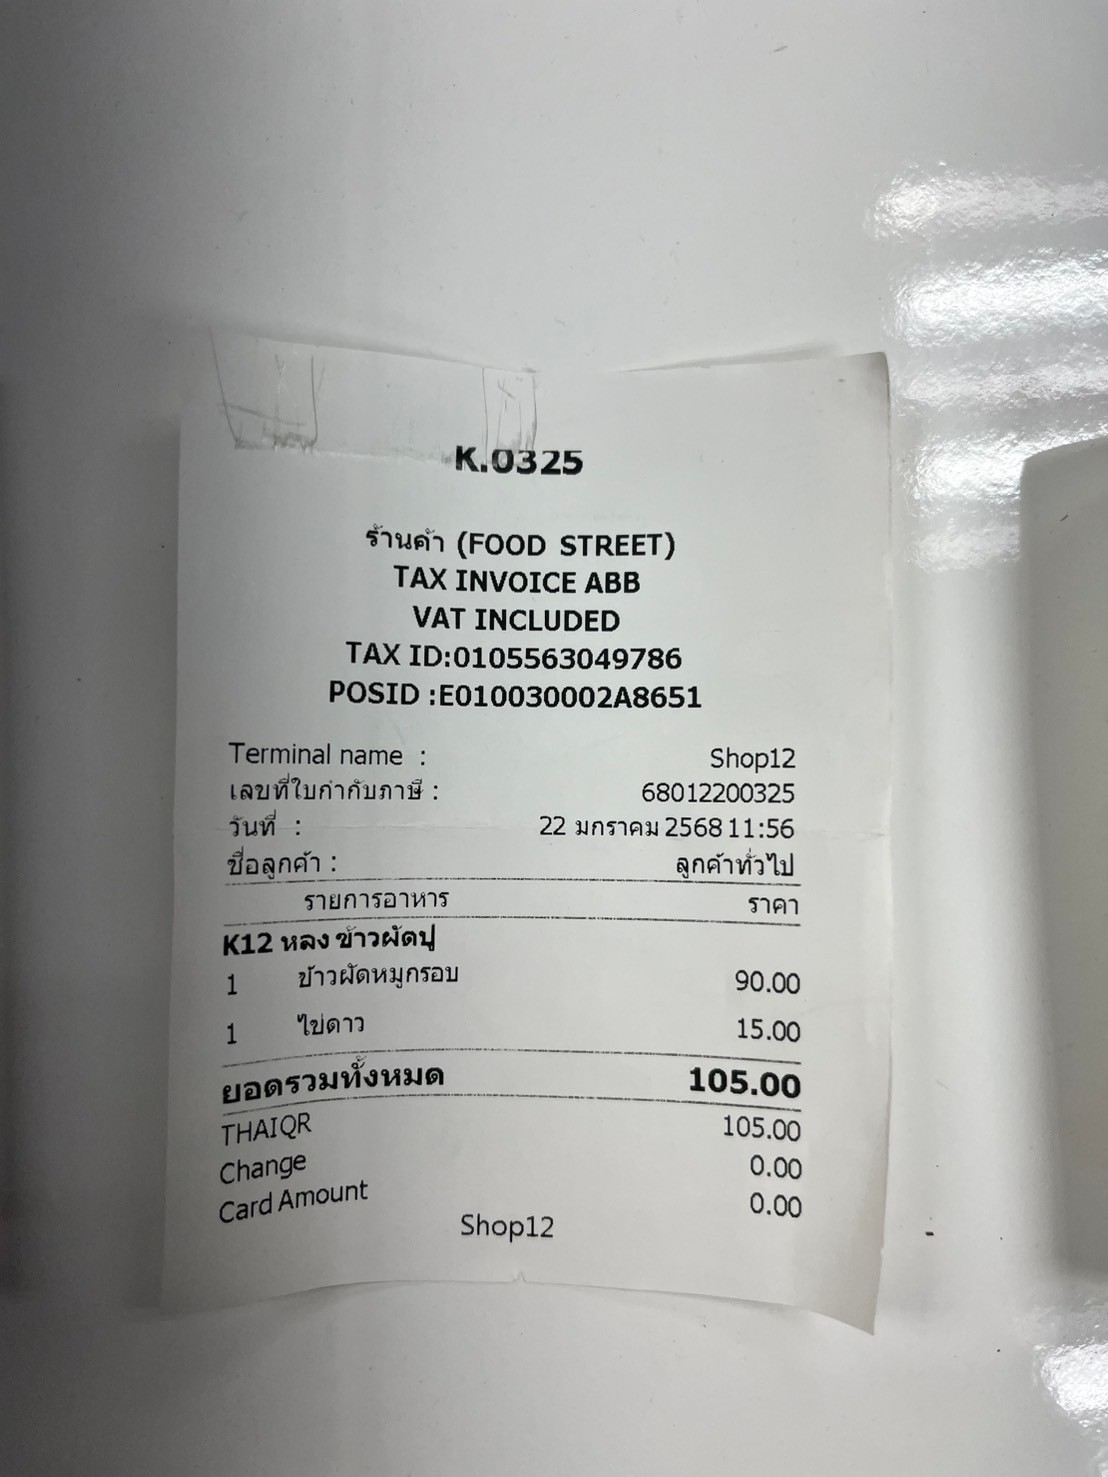 K.0325
ร้านค้า (FOOD STREET)
TAX INVOICE ABB
VAT INCLUDED
TAX ID:0105563049786
POSID :E010030002A8651
Terminal name : Shop12
เลขที่ใบกำกับภาษี : 68012200325
วันที่ : 22 มกราคม 2568 11:56
ชื่อลูกค้า : ลูกค้าทั่วไป
รายการอาหาร ราคา
K12 หลง ข้าวผัดปู
1 ข้าวผัดหมูกรอบ 90.00
1 ไข่ดาว 15.00
ยอดรวมทั้งหมด 105.00
THAIQR 105.00
Change 0.00
Card Amount 0.00
Shop12